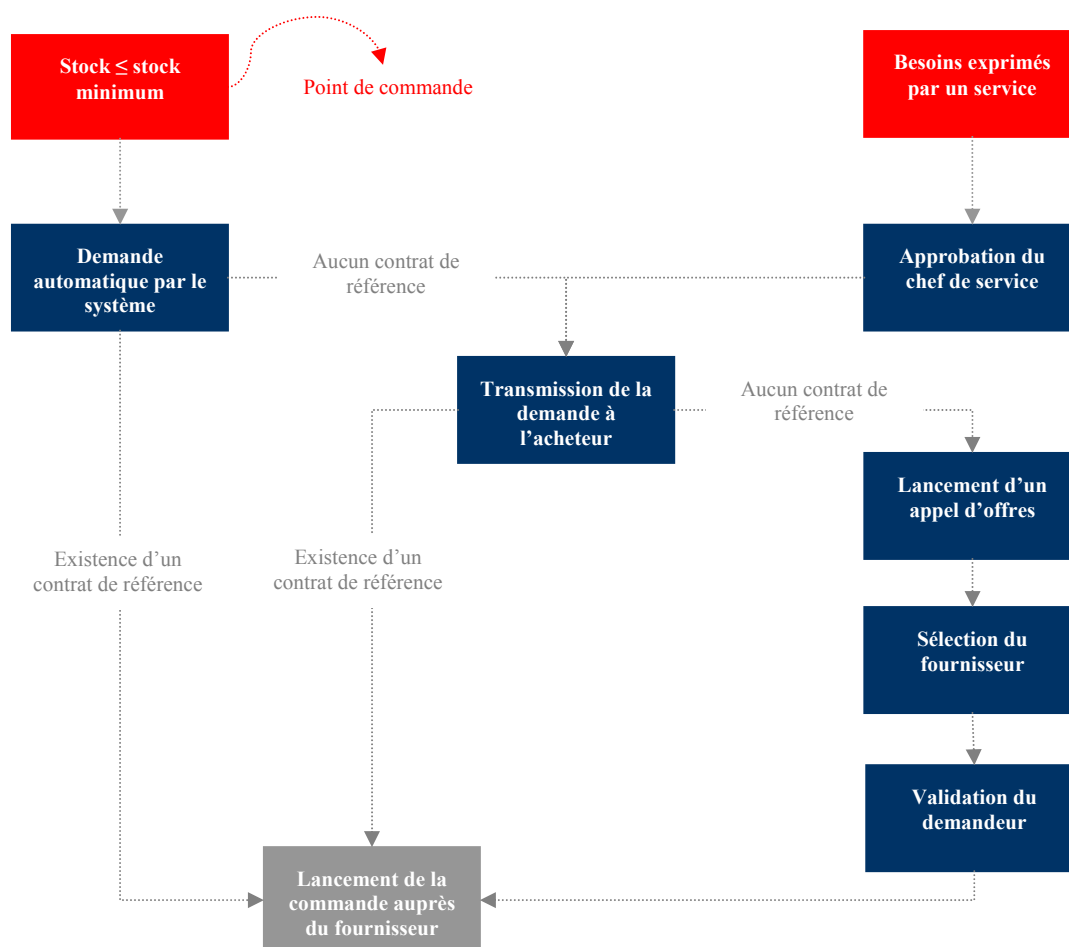 Stock ≤ stock
minimum
Point de commande
Besoins exprimés
par un service
Demande
automatique par le
système
Aucun contrat de
référence
Approbation du
chef de service
Transmission de la
demande à
l’acheteur
Aucun contrat de
référence
Lancement d’un
appel d’offres
Existence d’un
contrat de référence
Existence d’un
contrat de référence
Sélection du
fournisseur
Validation du
demandeur
Lancement de la
commande auprès
du fournisseur